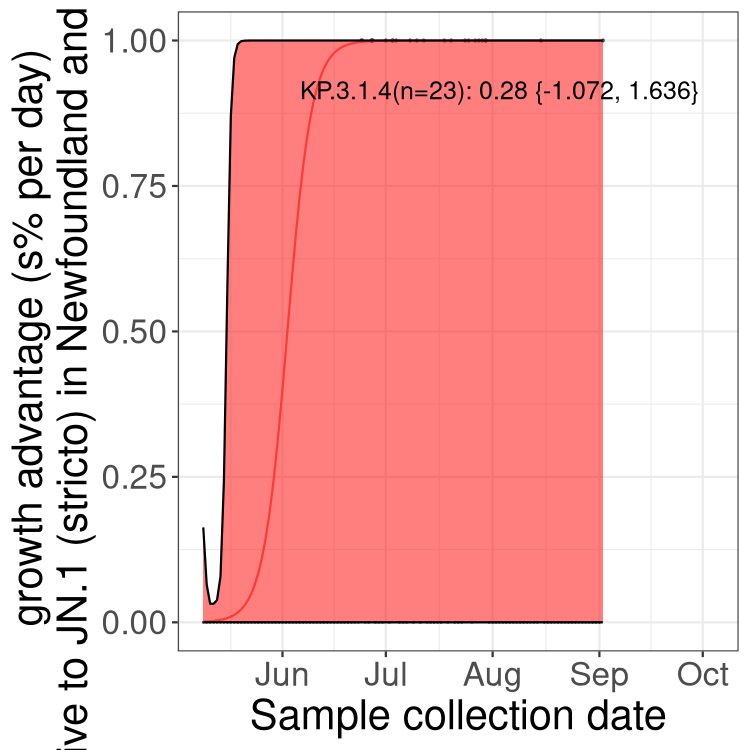 growth advantage (s% per day)
ive to JN.1 (stricto) in Newfoundland and
1.00
0.75
0.50
0.25
0.00
KP.3.1.4(n=23): 0.28 {-1.072, 1.636}
Jun Jul Aug Sep Oct
Sample collection date